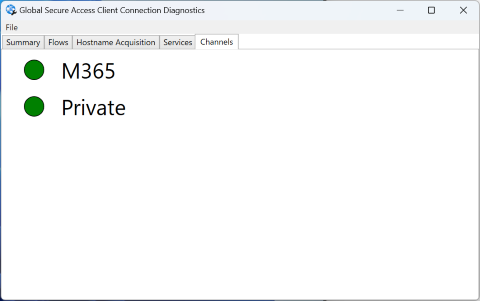 Global Secure Access Client Connection Diagnostics
File
Summary Flows Hostname Acquisition Services Channels
M365
Private